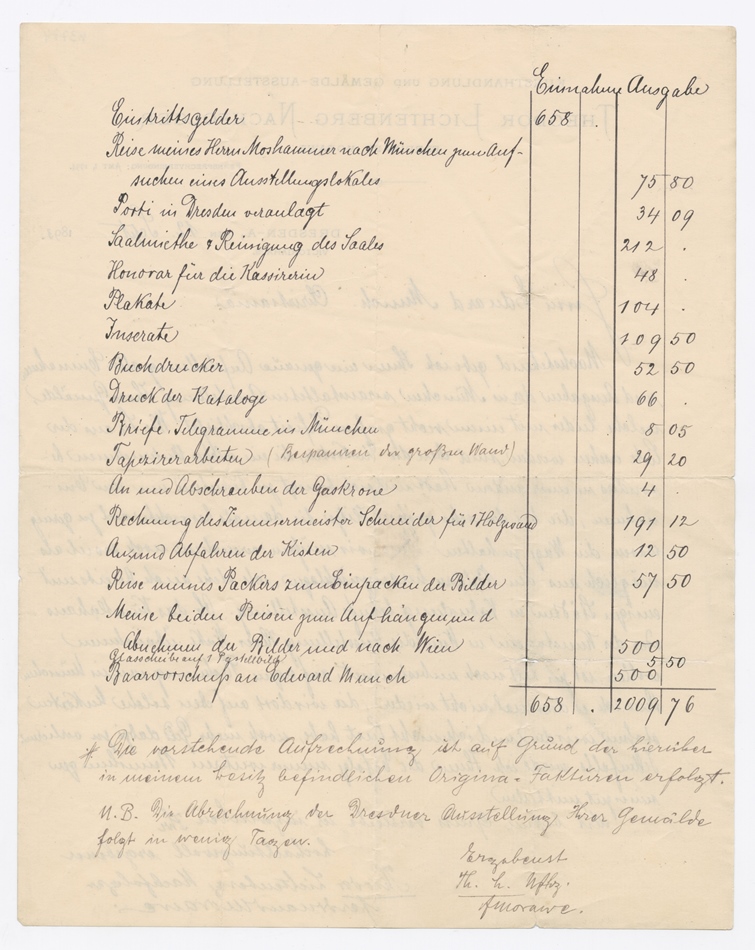 Einnahme Ausgabe
Eintrittsgelder 658 .
Reise meines Herrn Moshammer nach München zum Auf-
suchen eines Ausstellungslokales 75 80
Porti in Dresden veranlagt 34 09
Saalmiethe & Reinigung des Saales 212 .
Honorar für die Kassirerin 48 .
Plakate 104 .
Inserate 109 50
Buchdrucker 52 50
Druck der Kataloge 66 .
Briefe, Telegramme in München 8 05
Tapezirerarbeiten (Bespannen der großen Wand) 29 20
An und Abschrauben der Gaskrone 4 .
Rechnung des Zimmermeister Schneider für 1 Holzwand 191 12
An und Abfahren der Kisten 12 50
Reise meines Packers zum Einpacken der Bilder 57 50
Meine beiden Reisen zum Aufhängen und
Abnehmen der Bilder und nach Wien 500
Glasscheibe auf 1 Pastellbild 5 50
Baarvorschuß an Edward Munch 500
658 . 2009 76
* Die vorstehende Aufrechnung ist auf Grund der hierüber
in meinem Besitz befindlichen Origina-Fakturen erfolgt.
N.B. Die Abrechnung der Dresdner Ausstellung Ihrer Gemälde
folgt in wenig Tagen.
Ergebenst
Th. L. Nfhg.
FMorawe.